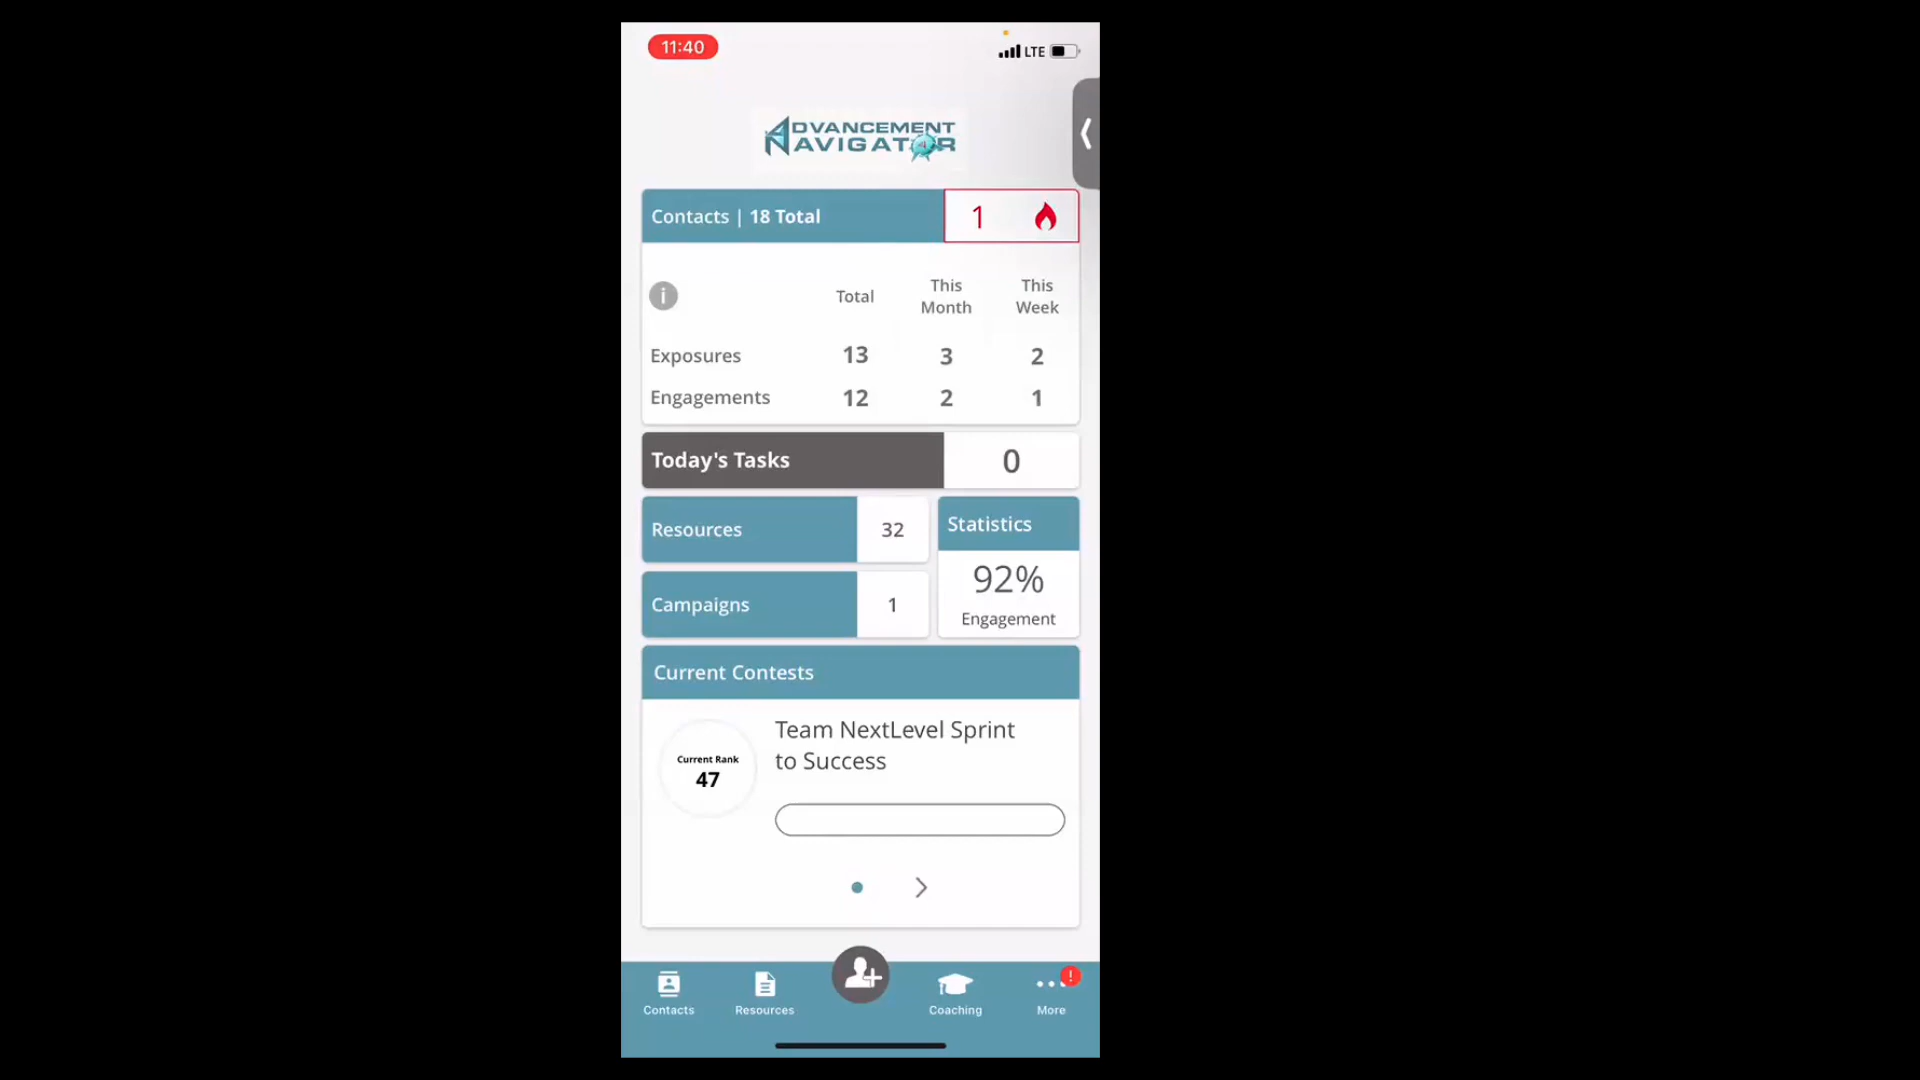 11:40
LTE
ADVANCEMENT
NAVIGATOR
Contacts | 18 Total
1
Total
This
Month
This
Week
Exposures 13 3 2
Engagements 12 2 1
Today's Tasks 0
Resources 32
Statistics
92%
Engagement
Campaigns 1
Current Contests
Current Rank
47
Team NextLevel Sprint
to Success
Contacts
Resources
Coaching
More